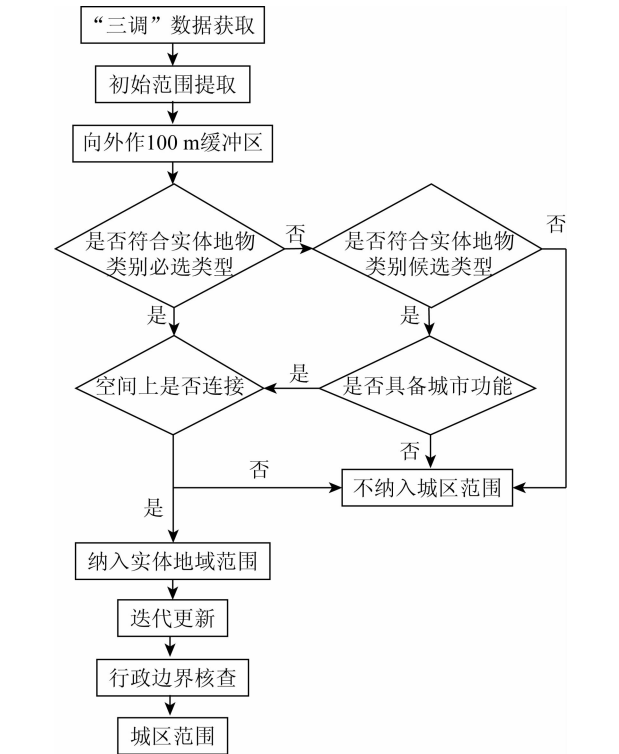 “三调”数据获取
初始范围提取
向外作100 m缓冲区
是否符合实体地物
类别必选类型
否
是否符合实体地物
类别候选类型
否
是
是
空间上是否连接
是
是否具备城市功能
否
否
不纳入城区范围
是
纳入实体地域范围
迭代更新
行政边界核查
城区范围